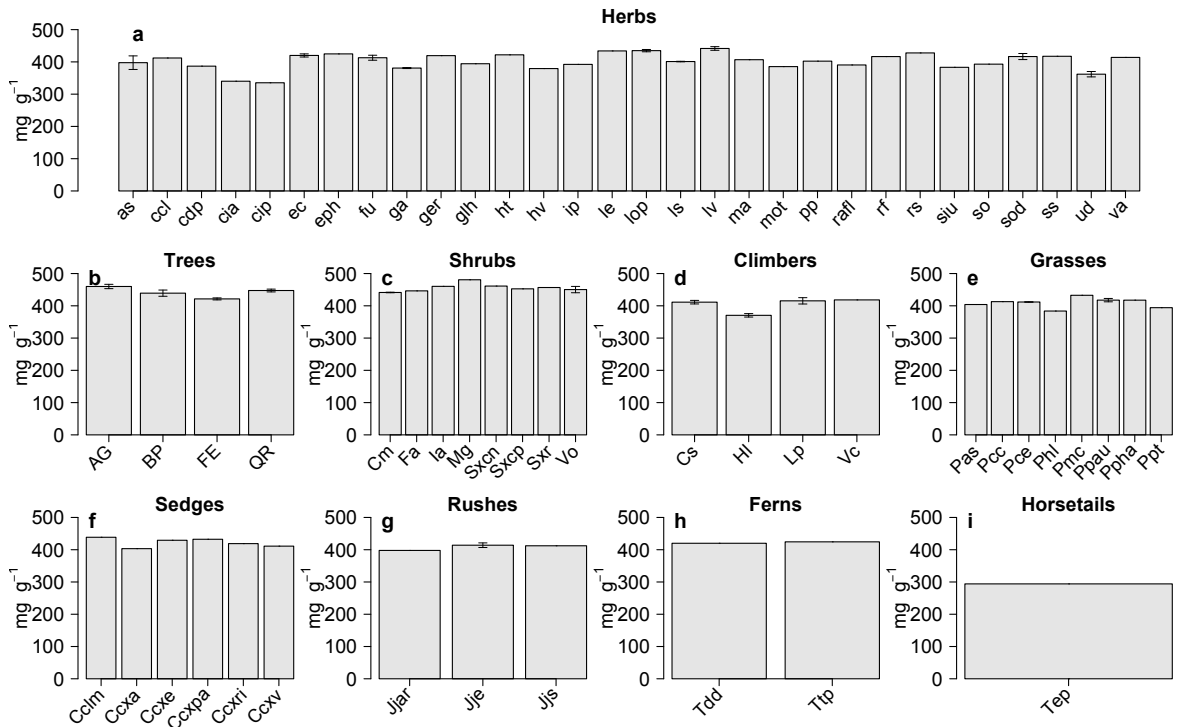 Herbs
a
500
400
300
200
100
0
mg g−1
as ccl cdp cia cip ec eph fu ga ger glh ht hv ip le lop ls lv ma mot pp rafl rf rs siu so sod ss ud va
Trees
b
500
400
300
200
100
0
mg g−1
AG BP FE QR
Shrubs
c
500
400
300
200
100
0
mg g−1
Cm Fa Ia Mg Sxcn Sxcp Sxr Vo
Climbers
d
500
400
300
200
100
0
mg g−1
Cs Hl Lp Vc
Grasses
e
500
400
300
200
100
0
mg g−1
Pas Pcc Pce Phl Pmc Ppau Ppha Ppt
Sedges
f
500
400
300
200
100
0
mg g−1
Cclm Ccxa Ccxe Ccxpa Ccxri Ccxv
Rushes
g
500
400
300
200
100
0
mg g−1
Jjar Jje Jjs
Ferns
h
500
400
300
200
100
0
mg g−1
Tdd Ttp
Horsetails
i
500
400
300
200
100
0
mg g−1
Tep